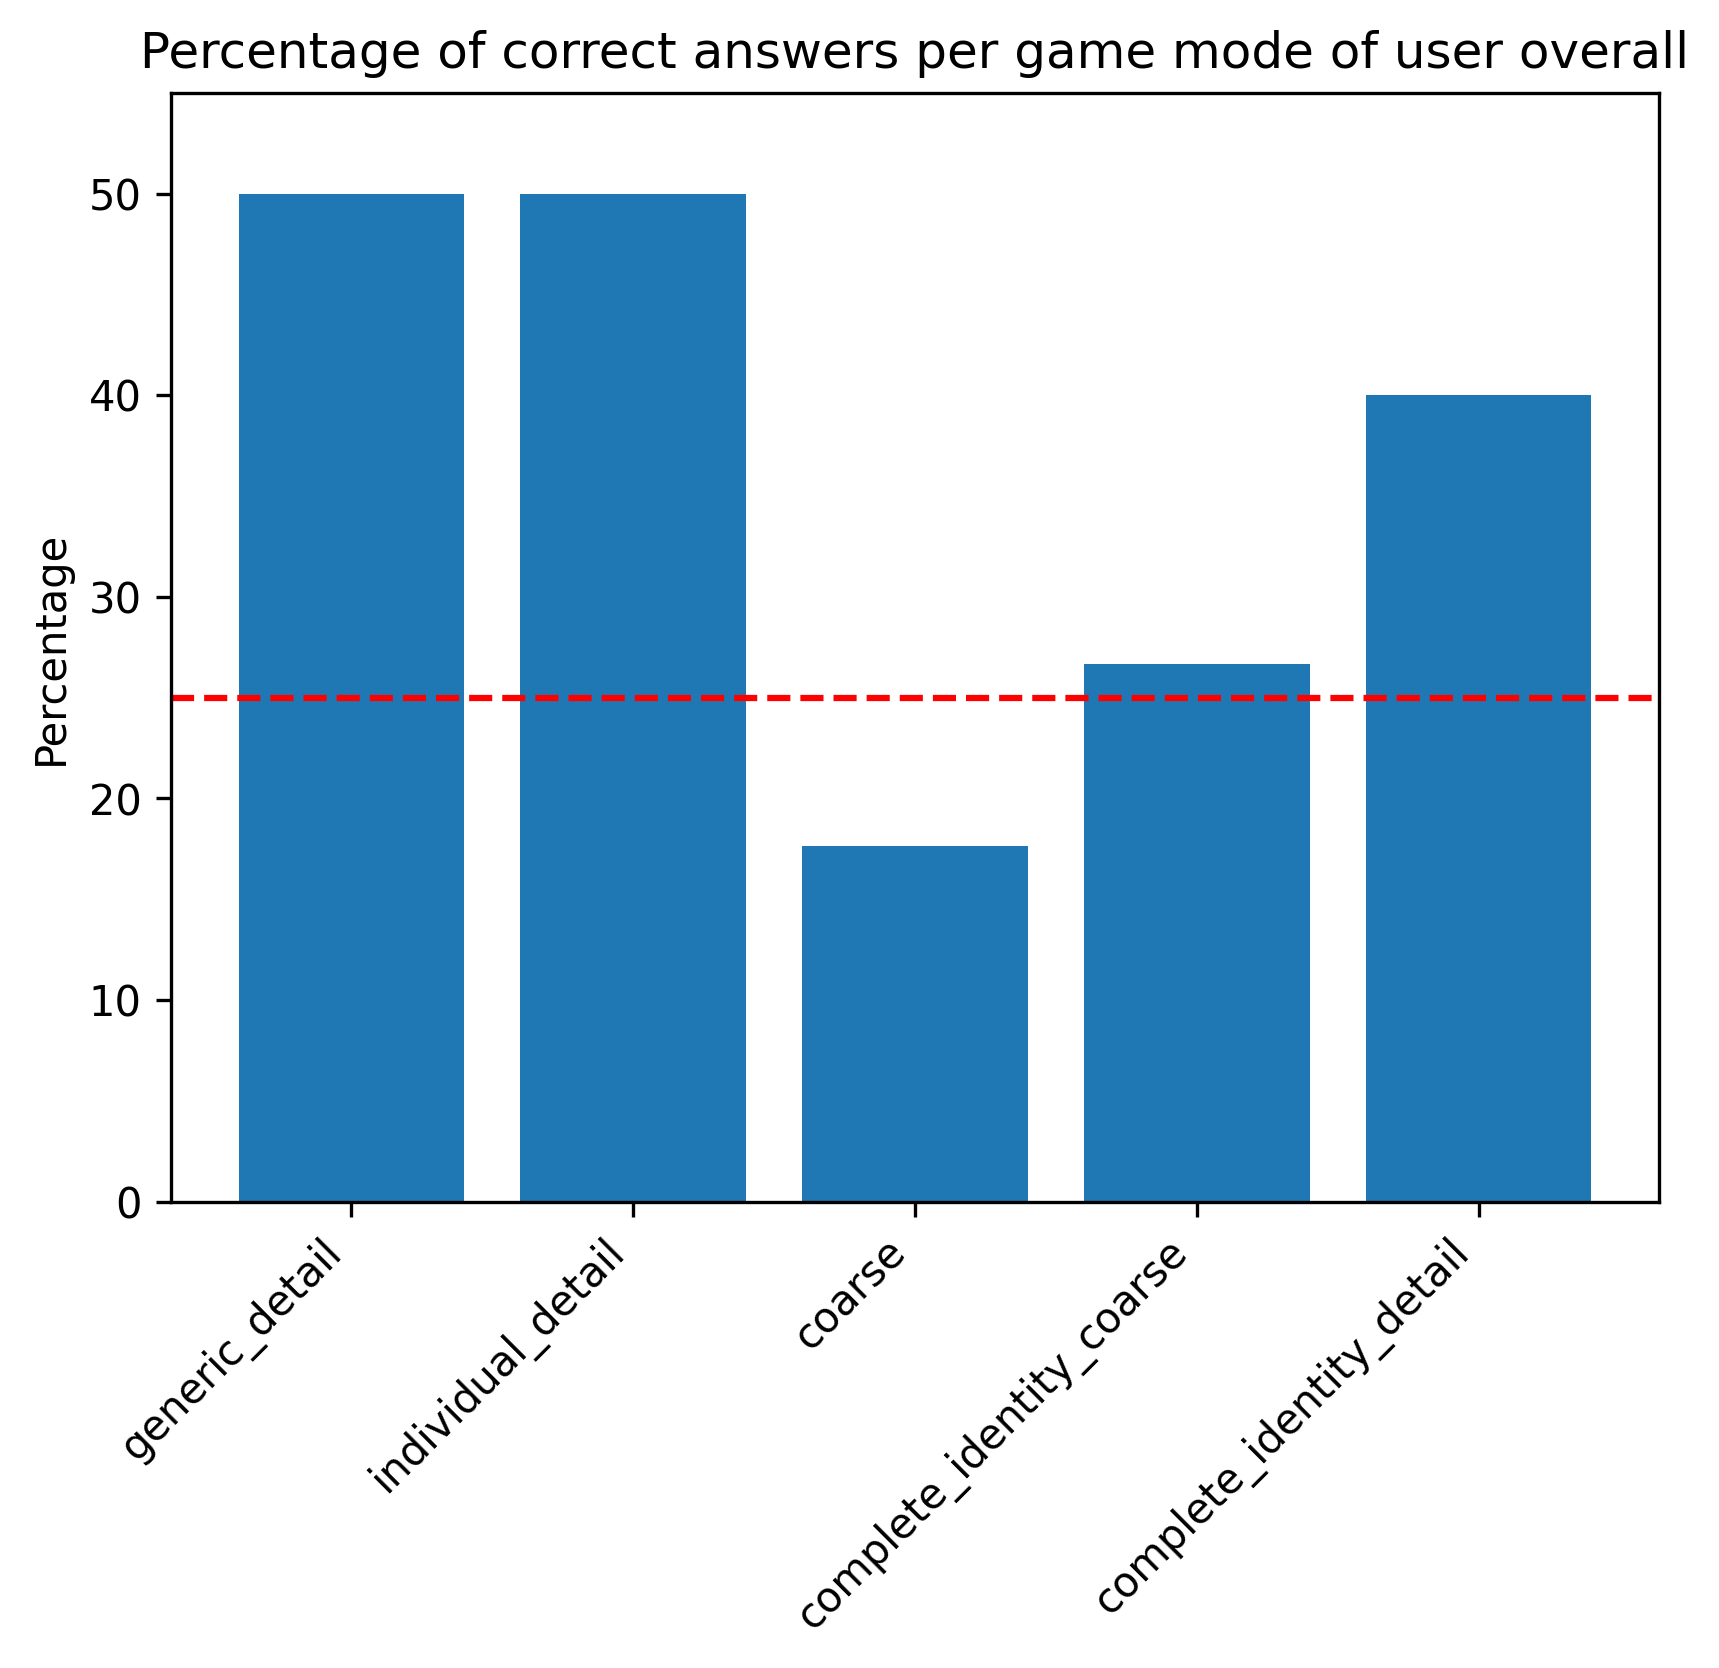 Percentage of correct answers per game mode of user overall
Percentage
50
40
30
20
10
0
generic_detail
individual_detail
coarse
complete_identity_coarse
complete_identity_detail